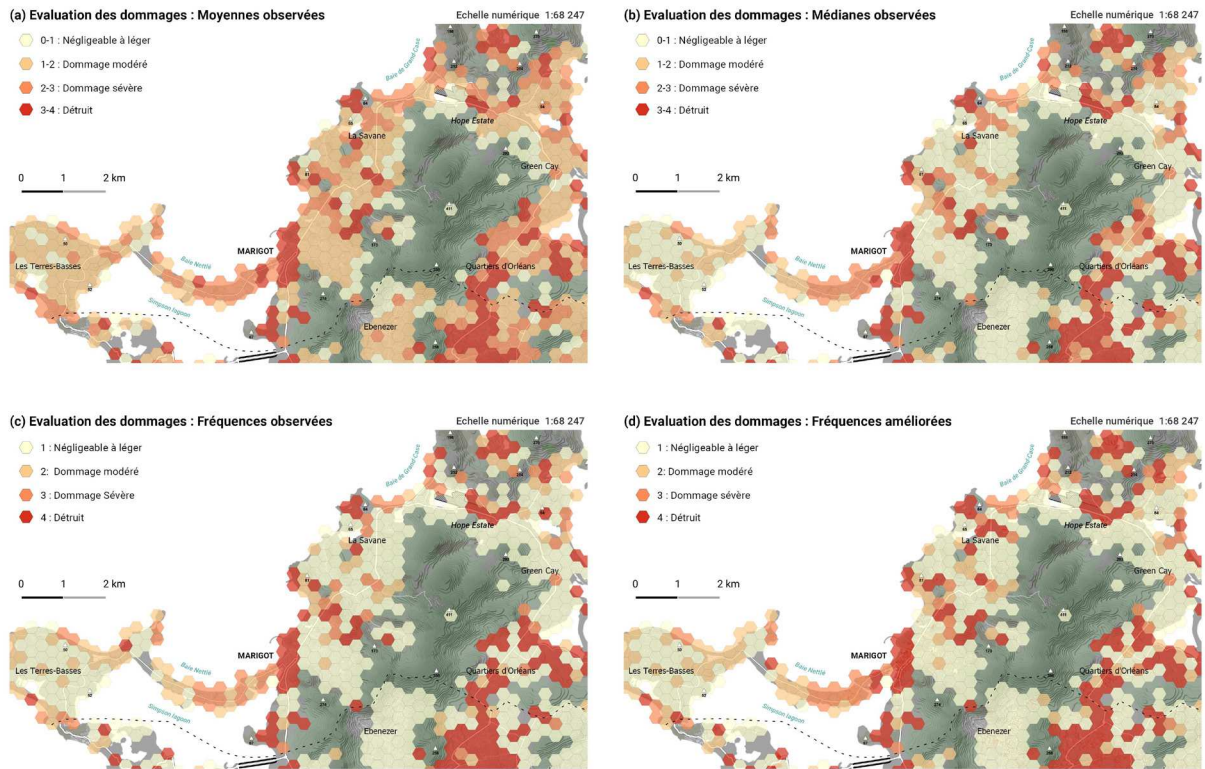 (a) Evaluation des dommages : Moyennes observées
Echelle numérique 1:68 247
0-1 : Négligeable à léger
1-2 : Dommage modéré
2-3 : Dommage sévère
3-4 : Détruit
0 1 2 km
Baie de Grand Case
Hope Estate
La Savane
Green Cay
MARIGOT
Baie Nettlé
Les Terres-Basses
Simpson lagoon
Quartiers d'Orléans
Ebenezer
(b) Evaluation des dommages : Médianes observées
Echelle numérique 1:68 247
0-1 : Négligeable à léger
1-2 : Dommage modéré
2-3 : Dommage sévère
3-4 : Détruit
0 1 2 km
Baie de Grand Case
Hope Estate
La Savane
Green Cay
MARIGOT
Baie Nettlé
Les Terres-Basses
Simpson lagoon
Quartiers d'Orléans
Ebenezer
(c) Evaluation des dommages : Fréquences observées
Echelle numérique 1:68 247
1 : Négligeable à léger
2: Dommage modéré
3 : Dommage Sévère
4 : Détruit
0 1 2 km
Baie de Grand Case
Hope Estate
La Savane
Green Cay
MARIGOT
Baie Nettlé
Les Terres-Basses
Simpson lagoon
Quartiers d'Orléans
Ebenezer
(d) Evaluation des dommages : Fréquences améliorées
Echelle numérique 1:68 247
1 : Négligeable à léger
2: Dommage modéré
3 : Dommage sévère
4 : Détruit
0 1 2 km
Baie de Grand Case
Hope Estate
La Savane
Green Cay
MARIGOT
Baie Nettlé
Les Terres-Basses
Simpson lagoon
Quartiers d'Orléans
Ebenezer